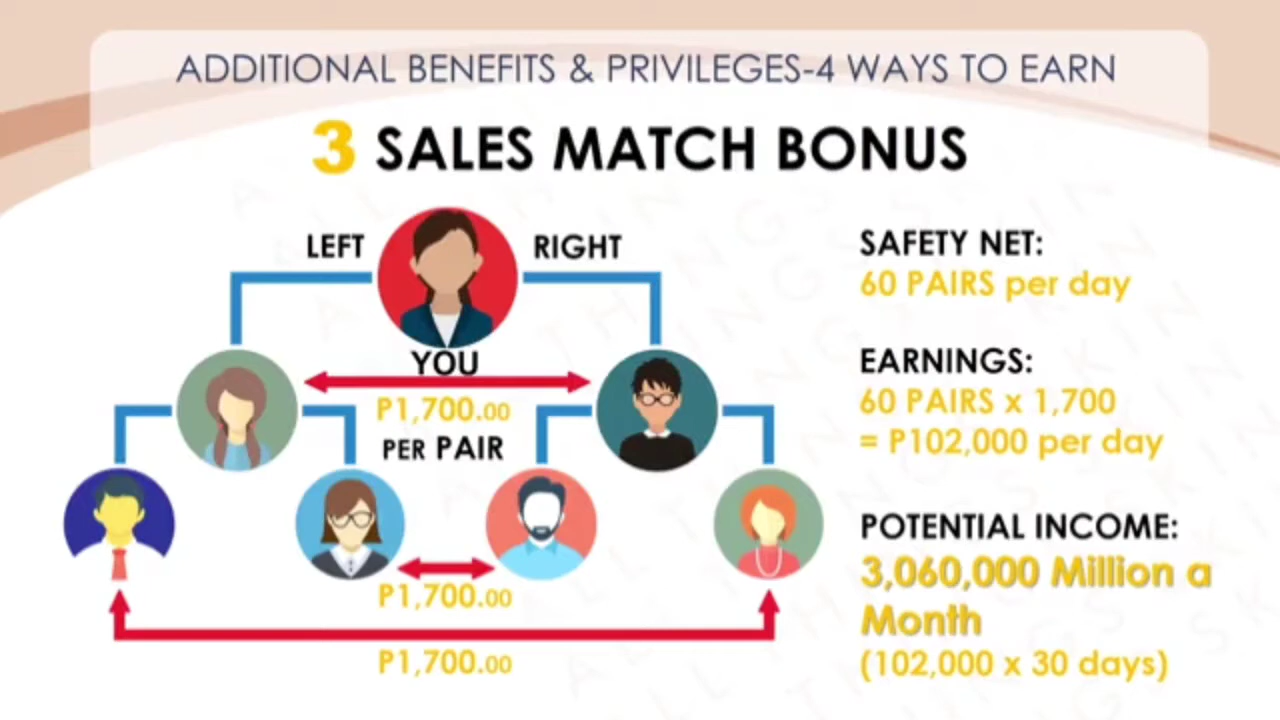 ADDITIONAL BENEFITS & PRIVILEGES-4 WAYS TO EARN
3 SALES MATCH BONUS
LEFT
RIGHT
YOU
P1,700.00
PER PAIR
P1,700.00
P1,700.00
SAFETY NET:
60 PAIRS per day
EARNINGS:
60 PAIRS x 1,700
= P102,000 per day
POTENTIAL INCOME:
3,060,000 Million a
Month
(102,000 x 30 days)